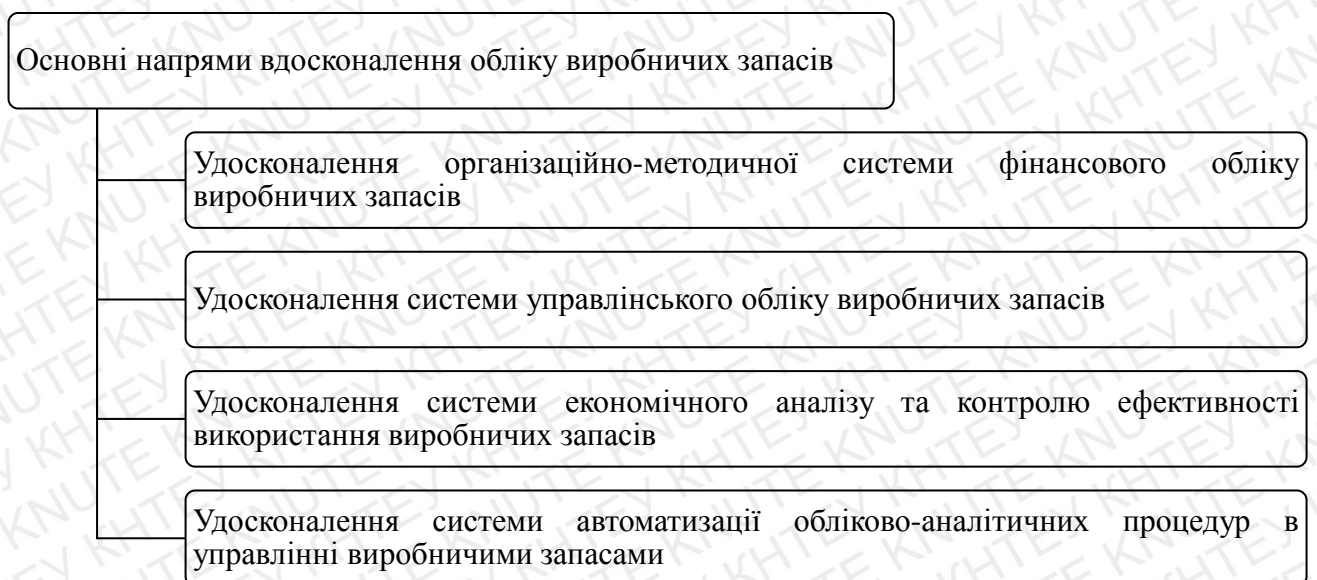 Основні напрями вдосконалення обліку виробничих запасів
Удосконалення організаційно-методичної системи фінансового обліку
виробничих запасів
Удосконалення системи управлінського обліку виробничих запасів
Удосконалення системи економічного аналізу та контролю ефективності
використання виробничих запасів
Удосконалення системи автоматизації обліково-аналітичних процедур в
управлінні виробничими запасами